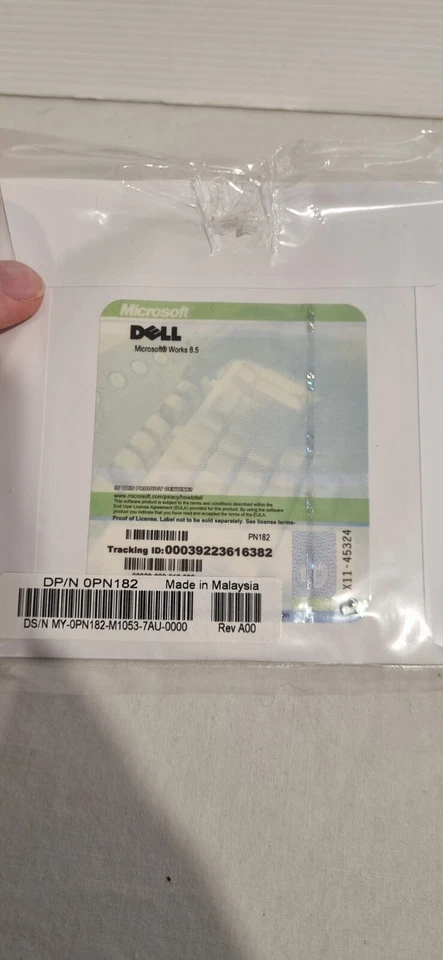 Microsoft
DELL
Microsoft® Works 8.5
IS THIS PRODUCT GENUINE?
www.microsoft.com/piracy/howtotell
This software product is subject to the terms and conditions described within the
End User License Agreement (EULA) provided for this product. By using the software
product you indicate that you have read and accepted the terms of the EULA.
Proof of License. Label not to be sold separately. See license terms.
PN182
Tracking ID:00039223616382
X11-45324
DP/N 0PN182 Made in Malaysia
DS/N MY-0PN182-M1053-7AU-0000 Rev A00